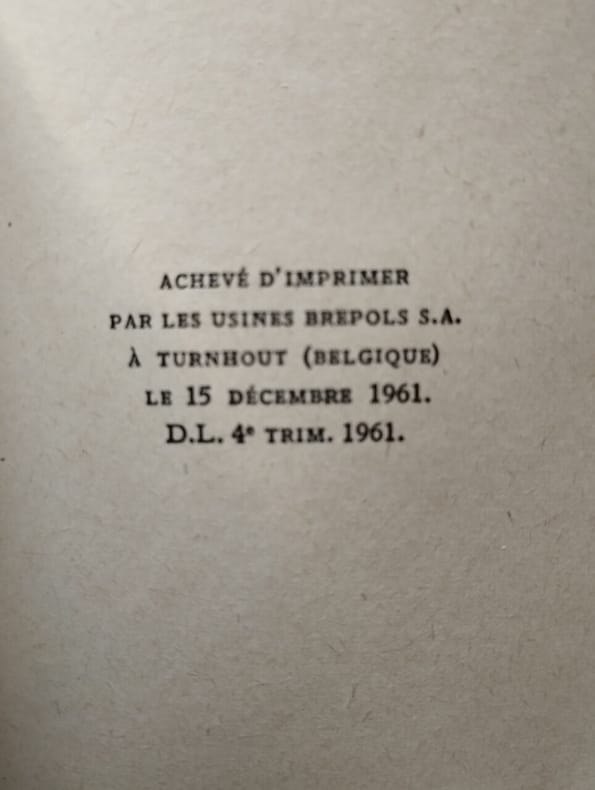 ACHEVÉ D'IMPRIMER
PAR LES USINES BREPOLS S.A.
À TURNHOUT (BELGIQUE)
LE 15 DÉCEMBRE 1961.
D.L. 4e TRIM. 1961.